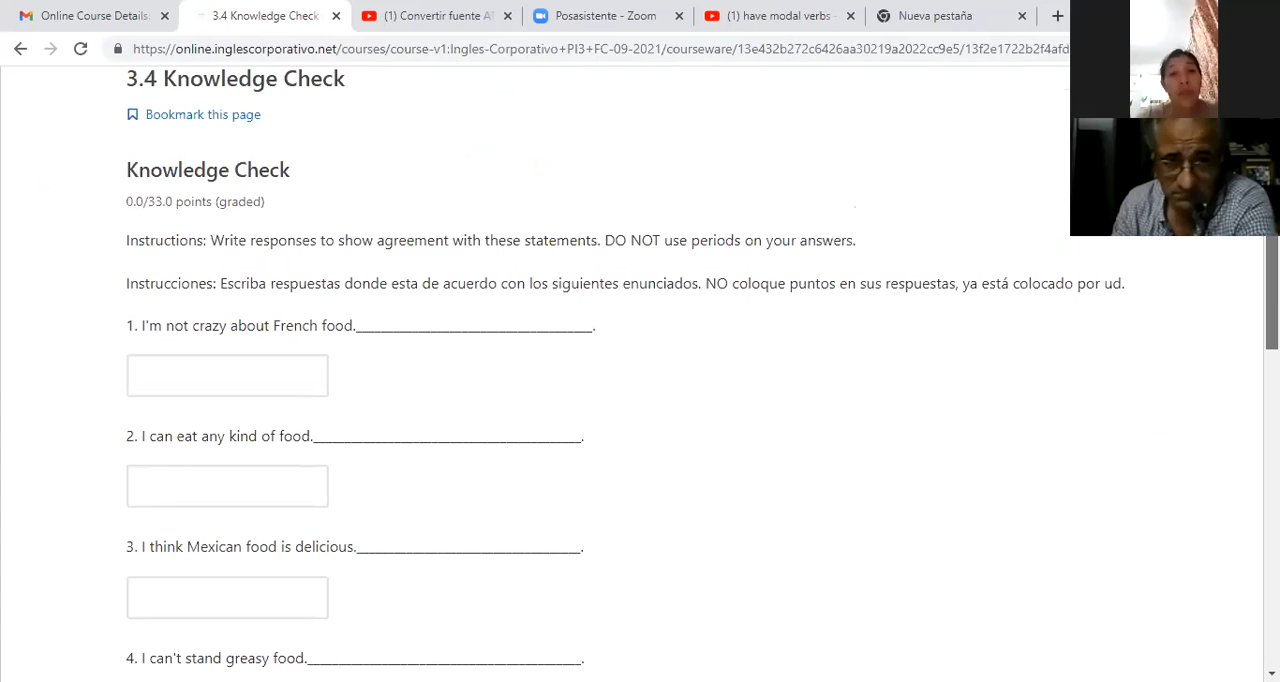 Online Course Details
3.4 Knowledge Check
(1) Convertir fuente AT
Posasistente - Zoom
(1) have modal verbs -
Nueva pestaña
https://online.inglescorporativo.net/courses/course-v1:Ingles-Corporativo+PI3+FC-09-2021/courseware/13e432b272c6426aa30219a2022cc9e5/13f2e1722b2f4afd
3.4 Knowledge Check
Bookmark this page
Knowledge Check
0.0/33.0 points (graded)
Instructions: Write responses to show agreement with these statements. DO NOT use periods on your answers.
Instrucciones: Escriba respuestas donde esta de acuerdo con los siguientes enunciados. NO coloque puntos en sus respuestas, ya está colocado por ud.
1. I'm not crazy about French food.______________________________.
2. I can eat any kind of food.__________________________________.
3. I think Mexican food is delicious.____________________________.
4. I can't stand greasy food.___________________________________.